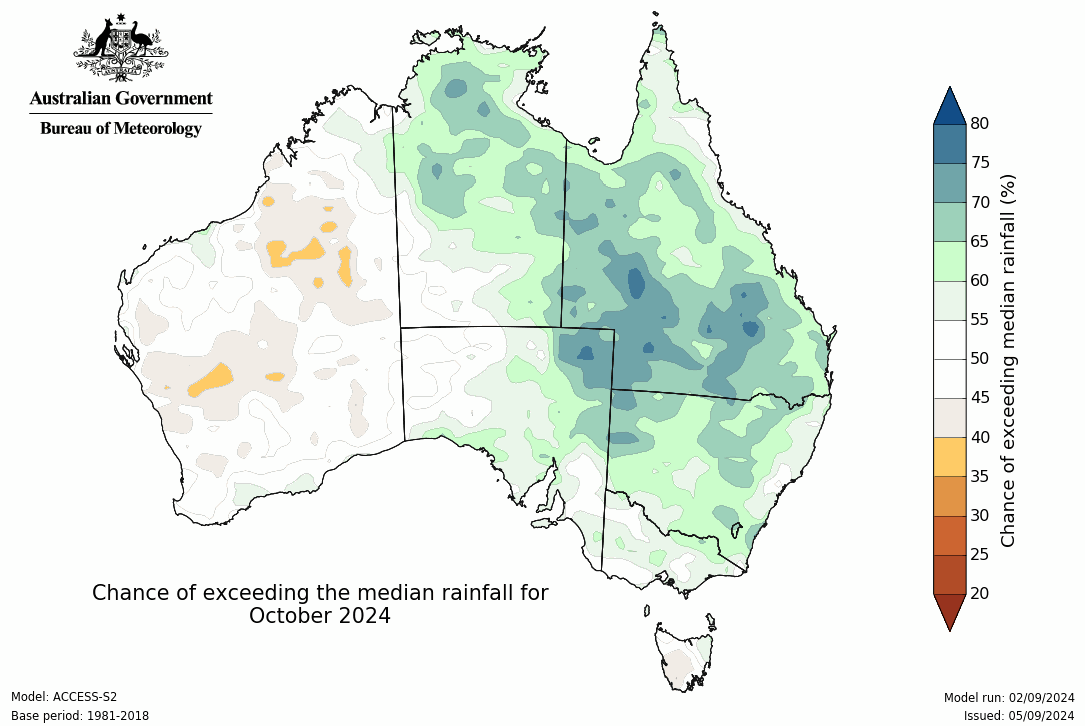 Australian Government
Bureau of Meteorology
80
75
70
65
60
55
50
45
40
35
30
25
20
Chance of exceeding median rainfall (%)
Chance of exceeding the median rainfall for
October 2024
Model: ACCESS-S2
Base period: 1981-2018
Model run: 02/09/2024
Issued: 05/09/2024